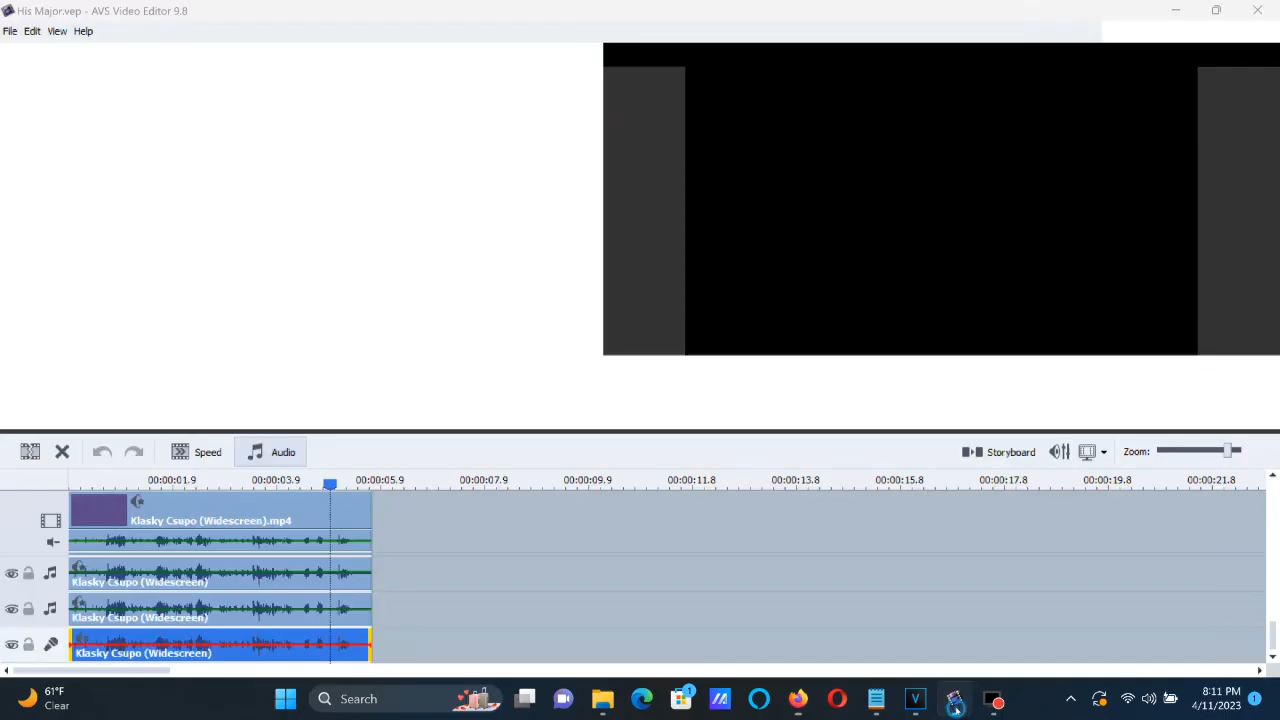 His Major.vep - AVS Video Editor 9.8
File Edit View Help
Speed Audio Storyboard Zoom:
00:00:01.9 00:00:03.9 00:00:05.9 00:00:07.9 00:00:09.9 00:00:11.8 00:00:13.8 00:00:15.8 00:00:17.8 00:00:19.8 00:00:21.8
Klasky Csupo (Widescreen).mp4
Klasky Csupo (Widescreen)
Klasky Csupo (Widescreen)
Klasky Csupo (Widescreen)
61°F
Clear
Search
1
V
8:11 PM
4/11/2023
1